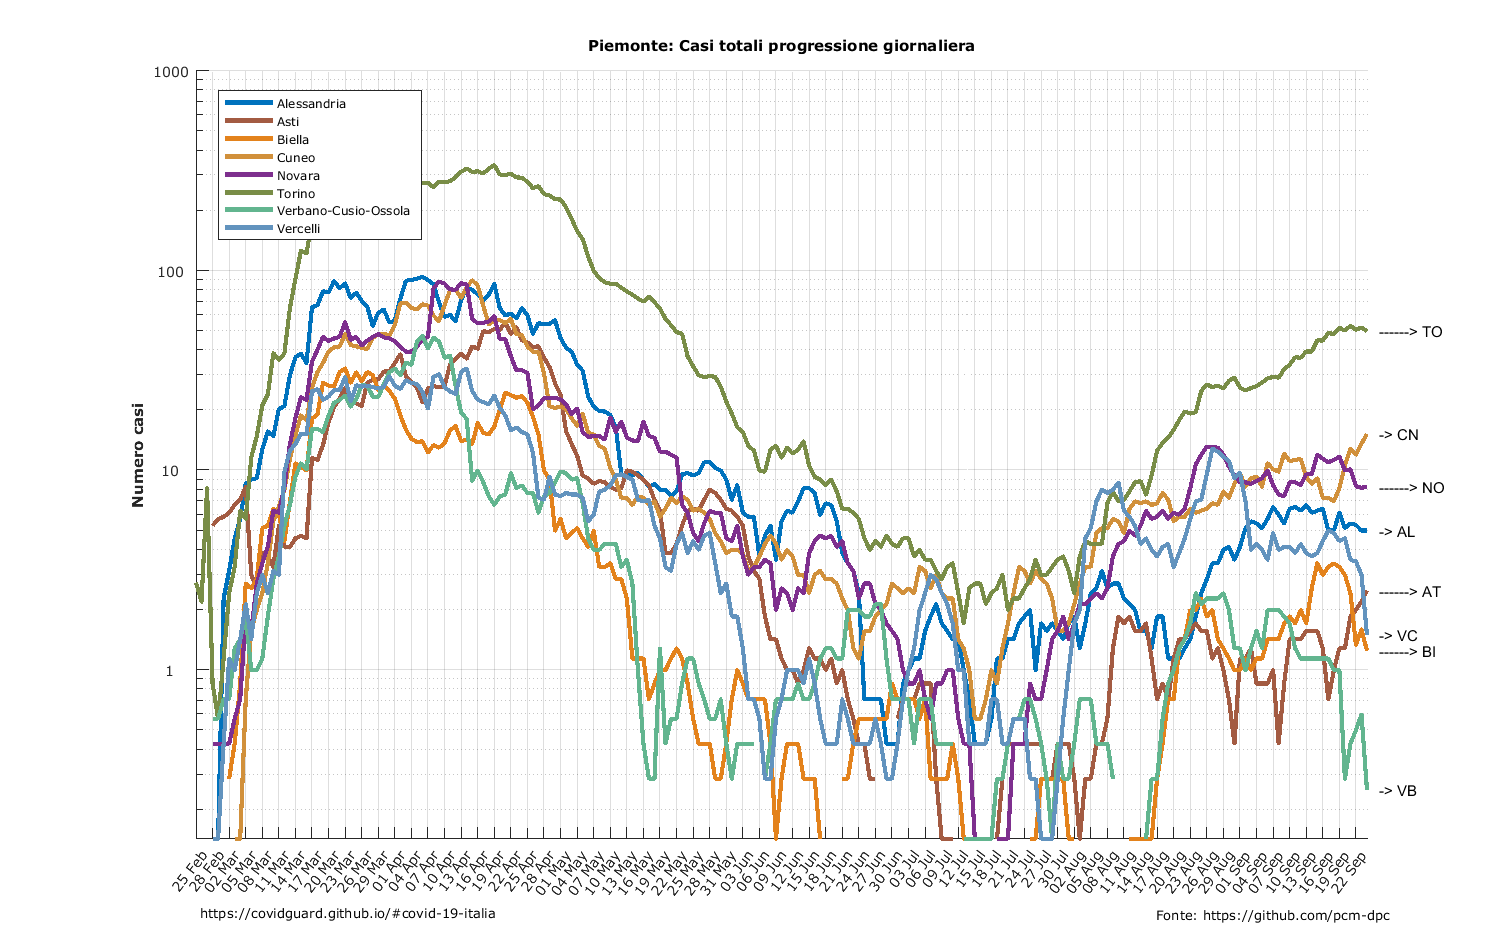 Piemonte: Casi totali progressione giornaliera
1000
100
10
1
Numero casi
Alessandria
Asti
Biella
Cuneo
Novara
Torino
Verbano-Cusio-Ossola
Vercelli
------> TO
-> CN
------> NO
-> AL
------> AT
-> VC
------> BI
-> VB
25 Feb
28 Feb
02 Mar
05 Mar
08 Mar
11 Mar
14 Mar
17 Mar
20 Mar
23 Mar
26 Mar
29 Mar
01 Apr
04 Apr
07 Apr
10 Apr
13 Apr
16 Apr
19 Apr
22 Apr
25 Apr
29 Apr
01 May
04 May
07 May
10 May
13 May
16 May
19 May
22 May
25 May
28 May
31 May
03 Jun
06 Jun
09 Jun
12 Jun
15 Jun
18 Jun
21 Jun
24 Jun
27 Jun
30 Jun
03 Jul
06 Jul
09 Jul
12 Jul
15 Jul
18 Jul
21 Jul
24 Jul
27 Jul
30 Jul
02 Aug
05 Aug
08 Aug
11 Aug
14 Aug
17 Aug
20 Aug
23 Aug
26 Aug
29 Aug
01 Sep
04 Sep
07 Sep
10 Sep
13 Sep
16 Sep
19 Sep
22 Sep
https://covidguard.github.io/#covid-19-italia
Fonte: https://github.com/pcm-dpc